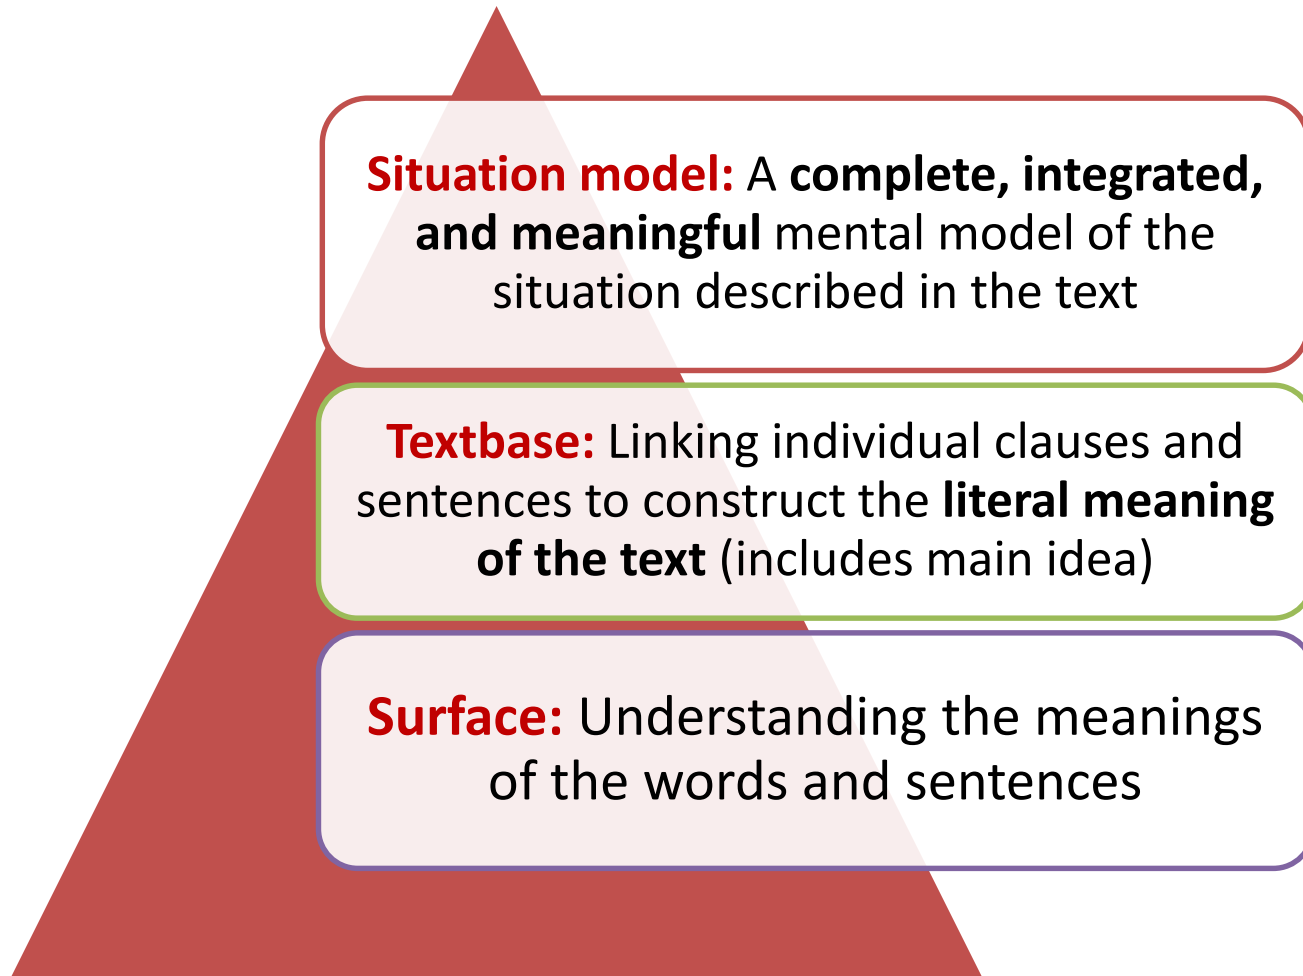 Situation model: A complete, integrated,
and meaningful mental model of the
situation described in the text
Textbase: Linking individual clauses and
sentences to construct the literal meaning
of the text (includes main idea)
Surface: Understanding the meanings
of the words and sentences